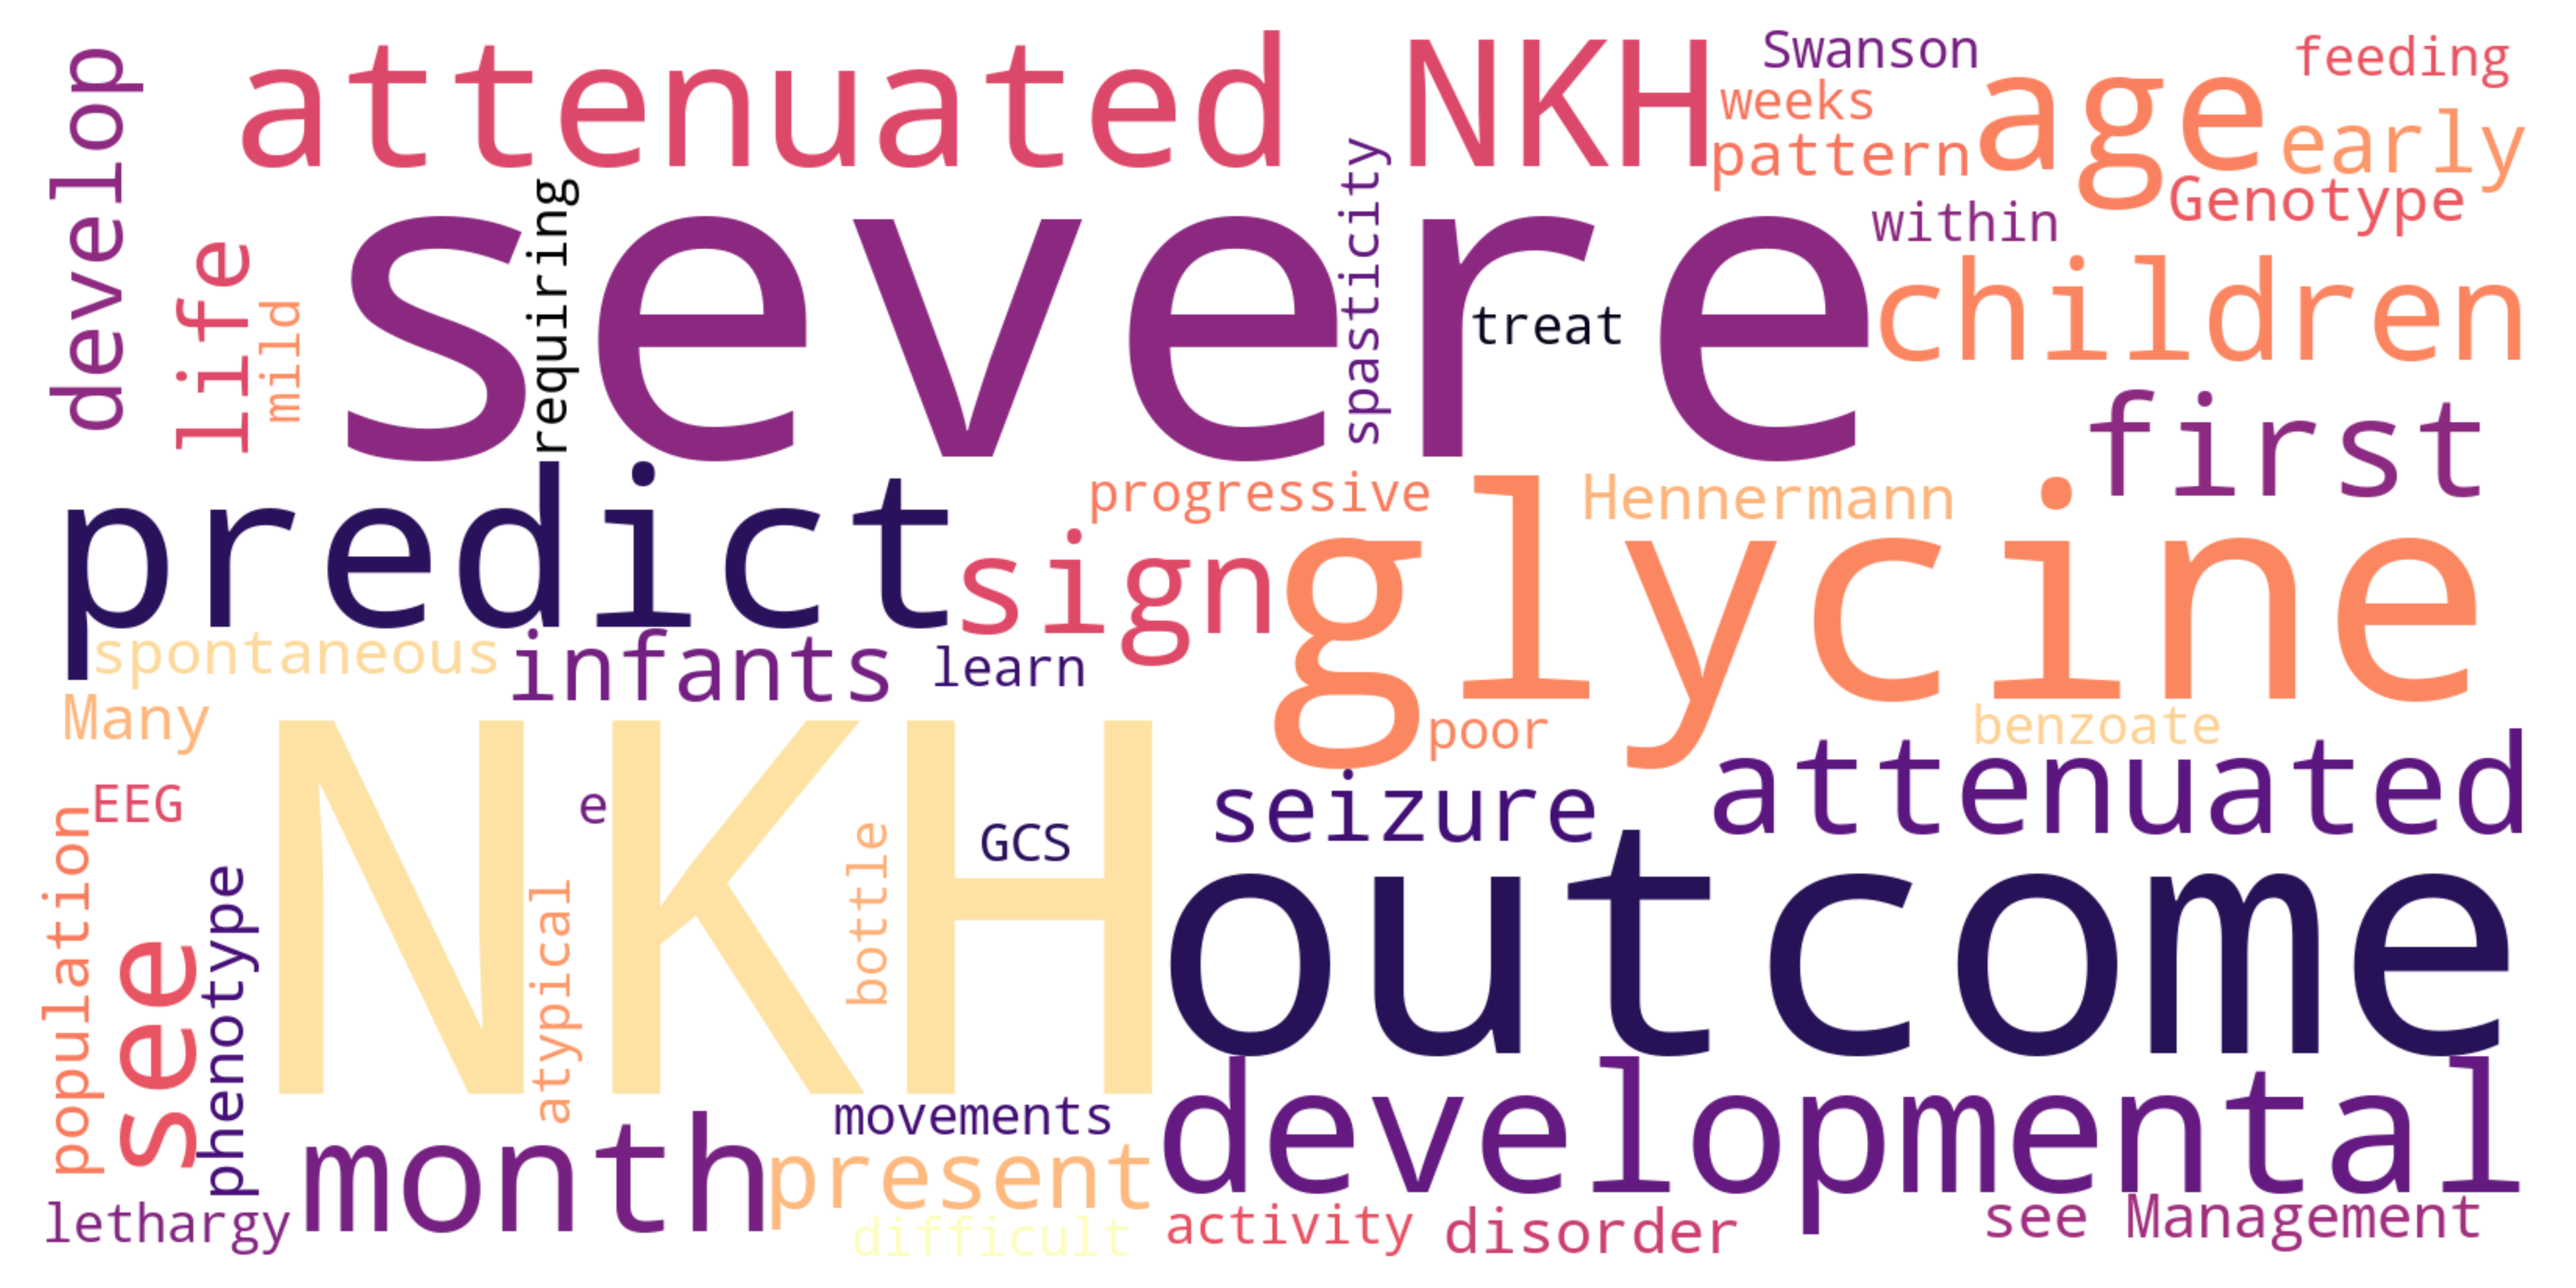 develop
attenuated NKH
Swanson
weeks
pattern
age
feeding
early
Genotype
life
mild
requiring
severe
spasticity
treat
within
children
first
predict
progressive
sign
Hennermann
glycine
spontaneous
infants
learn
Many
poor
benzoate
EEG
e
NKH
GCS
bottle
seizure
attenuated
population
see
phenotype
atypical
outcome
month
movements
present
developmental
lethargy
difficult
activity
disorder
see Management